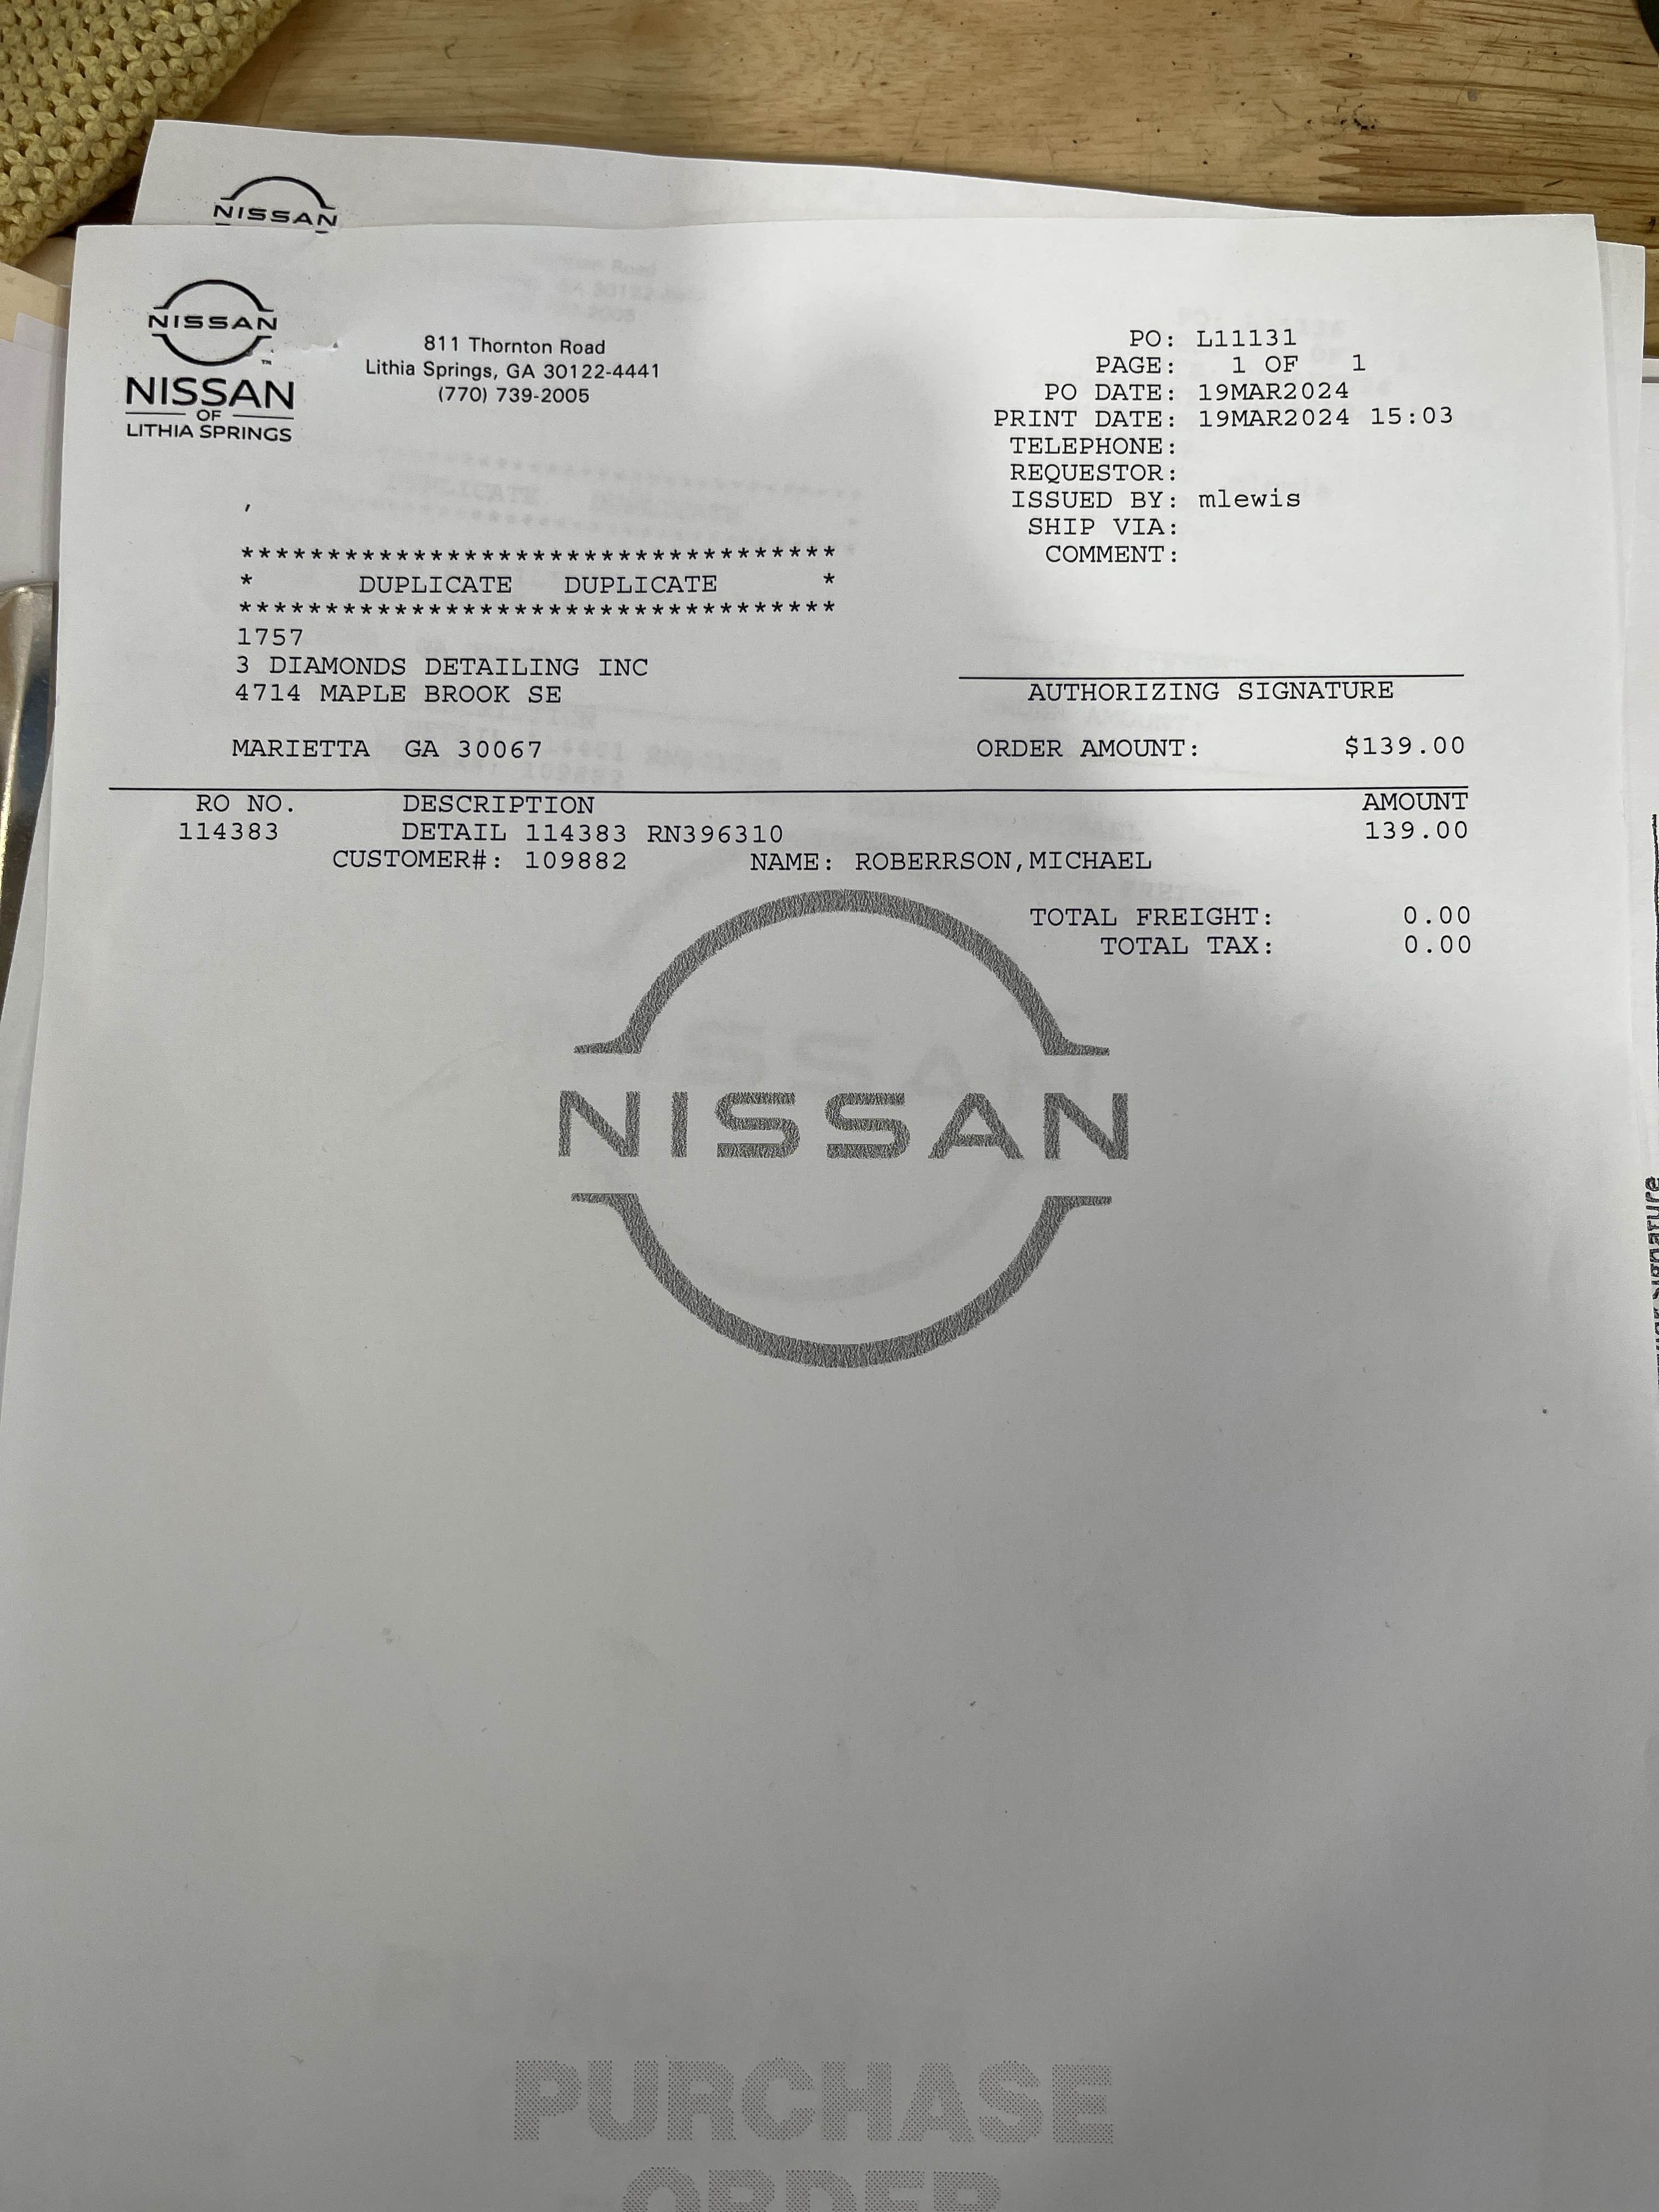 NISSAN
NISSAN
NISSAN
OF
LITHIA SPRINGS
811 Thornton Road
Lithia Springs, GA 30122-4441
(770) 739-2005
PO: L11131
PAGE: 1 OF 1
PO DATE: 19MAR2024
PRINT DATE: 19MAR2024 15:03
TELEPHONE:
REQUESTOR:
ISSUED BY: mlewis
SHIP VIA:
COMMENT:
,
***********************************
* DUPLICATE DUPLICATE *
***********************************
1757
3 DIAMONDS DETAILING INC
4714 MAPLE BROOK SE
MARIETTA GA 30067
AUTHORIZING SIGNATURE
ORDER AMOUNT: $139.00
RO NO. DESCRIPTION AMOUNT
114383 DETAIL 114383 RN396310 139.00
CUSTOMER#: 109882 NAME: ROBERRSON,MICHAEL
TOTAL FREIGHT: 0.00
TOTAL TAX: 0.00
NISSAN
PURCHASE
ORDER
Signature